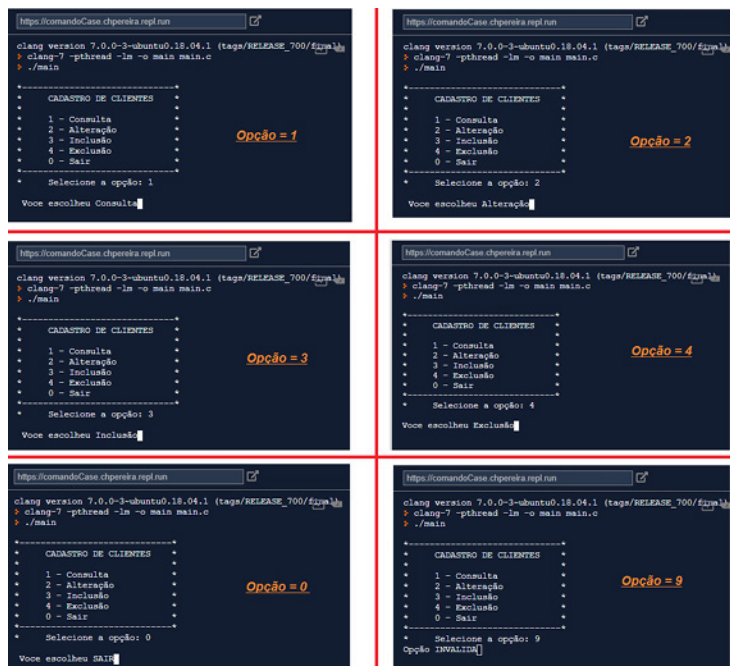 https://comandoCase.chpereira.repl.run
clang version 7.0.0-3-ubuntu0.18.04.1 (tags/RELEASE_700/final)
> clang-7 -pthread -lm -o main main.c
> ./main
*-----------------------------*
* CADASTRO DE CLIENTES *
* *
* 1 - Consulta *
* 2 - Alteração *
* 3 - Inclusão *
* 4 - Exclusão *
* 0 - Sair *
*-----------------------------*
* Selecione a opção: 1
Voce escolheu Consulta
Opção = 1
https://comandoCase.chpereira.repl.run
clang version 7.0.0-3-ubuntu0.18.04.1 (tags/RELEASE_700/final)
> clang-7 -pthread -lm -o main main.c
> ./main
*-----------------------------*
* CADASTRO DE CLIENTES *
* *
* 1 - Consulta *
* 2 - Alteração *
* 3 - Inclusão *
* 4 - Exclusão *
* 0 - Sair *
*-----------------------------*
* Selecione a opção: 2
Voce escolheu Alteração
Opção = 2
https://comandoCase.chpereira.repl.run
clang version 7.0.0-3-ubuntu0.18.04.1 (tags/RELEASE_700/final)
> clang-7 -pthread -lm -o main main.c
> ./main
*-----------------------------*
* CADASTRO DE CLIENTES *
* *
* 1 - Consulta *
* 2 - Alteração *
* 3 - Inclusão *
* 4 - Exclusão *
* 0 - Sair *
*-----------------------------*
* Selecione a opção: 3
Voce escolheu Inclusão
Opção = 3
https://comandoCase.chpereira.repl.run
clang version 7.0.0-3-ubuntu0.18.04.1 (tags/RELEASE_700/final)
> clang-7 -pthread -lm -o main main.c
> ./main
*-----------------------------*
* CADASTRO DE CLIENTES *
* *
* 1 - Consulta *
* 2 - Alteração *
* 3 - Inclusão *
* 4 - Exclusão *
* 0 - Sair *
*-----------------------------*
* Selecione a opção: 4
Voce escolheu Exclusão
Opção = 4
https://comandoCase.chpereira.repl.run
clang version 7.0.0-3-ubuntu0.18.04.1 (tags/RELEASE_700/final)
> clang-7 -pthread -lm -o main main.c
> ./main
*-----------------------------*
* CADASTRO DE CLIENTES *
* *
* 1 - Consulta *
* 2 - Alteração *
* 3 - Inclusão *
* 4 - Exclusão *
* 0 - Sair *
*-----------------------------*
* Selecione a opção: 0
Voce escolheu SAIR
Opção = 0
https://comandoCase.chpereira.repl.run
clang version 7.0.0-3-ubuntu0.18.04.1 (tags/RELEASE_700/final)
> clang-7 -pthread -lm -o main main.c
> ./main
*-----------------------------*
* CADASTRO DE CLIENTES *
* *
* 1 - Consulta *
* 2 - Alteração *
* 3 - Inclusão *
* 4 - Exclusão *
* 0 - Sair *
*-----------------------------*
* Selecione a opção: 9
Opção INVALIDA
Opção = 9